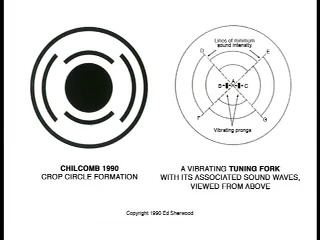 Lines of minimum
sound intensity
D
E
A
B
C
F
G
Vibrating prongs
CHILCOMB 1990
CROP CIRCLE FORMATION
A VIBRATING TUNING FORK
WITH ITS ASSOCIATED SOUND WAVES,
VIEWED FROM ABOVE
Copyright 1990 Ed Sherwood